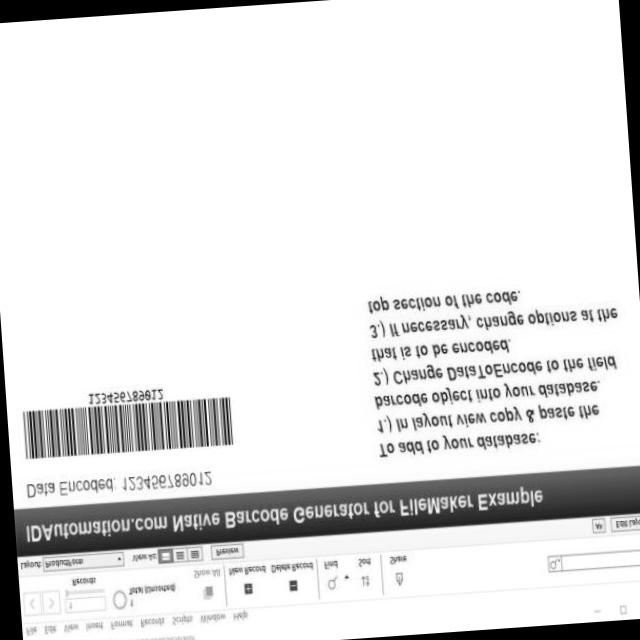 File Edit View Insert Format Records Scripts Window Help
1
1
Total (Unsorted)
Records
Show All
New Record
Delete Record
Find
Sort
Share
Layout: ProductForm
View As:
Preview
Edit
IDAutomation.com Native Barcode Generator for FileMaker Example
Data Encoded: 123456789012
123456789012
To add to your database:
1.) In layout view copy & paste the
barcode object into your database.
2.) Change DataToEncode to the field
that is to be encoded.
3.) If necessary, change options at the
top section of the code.